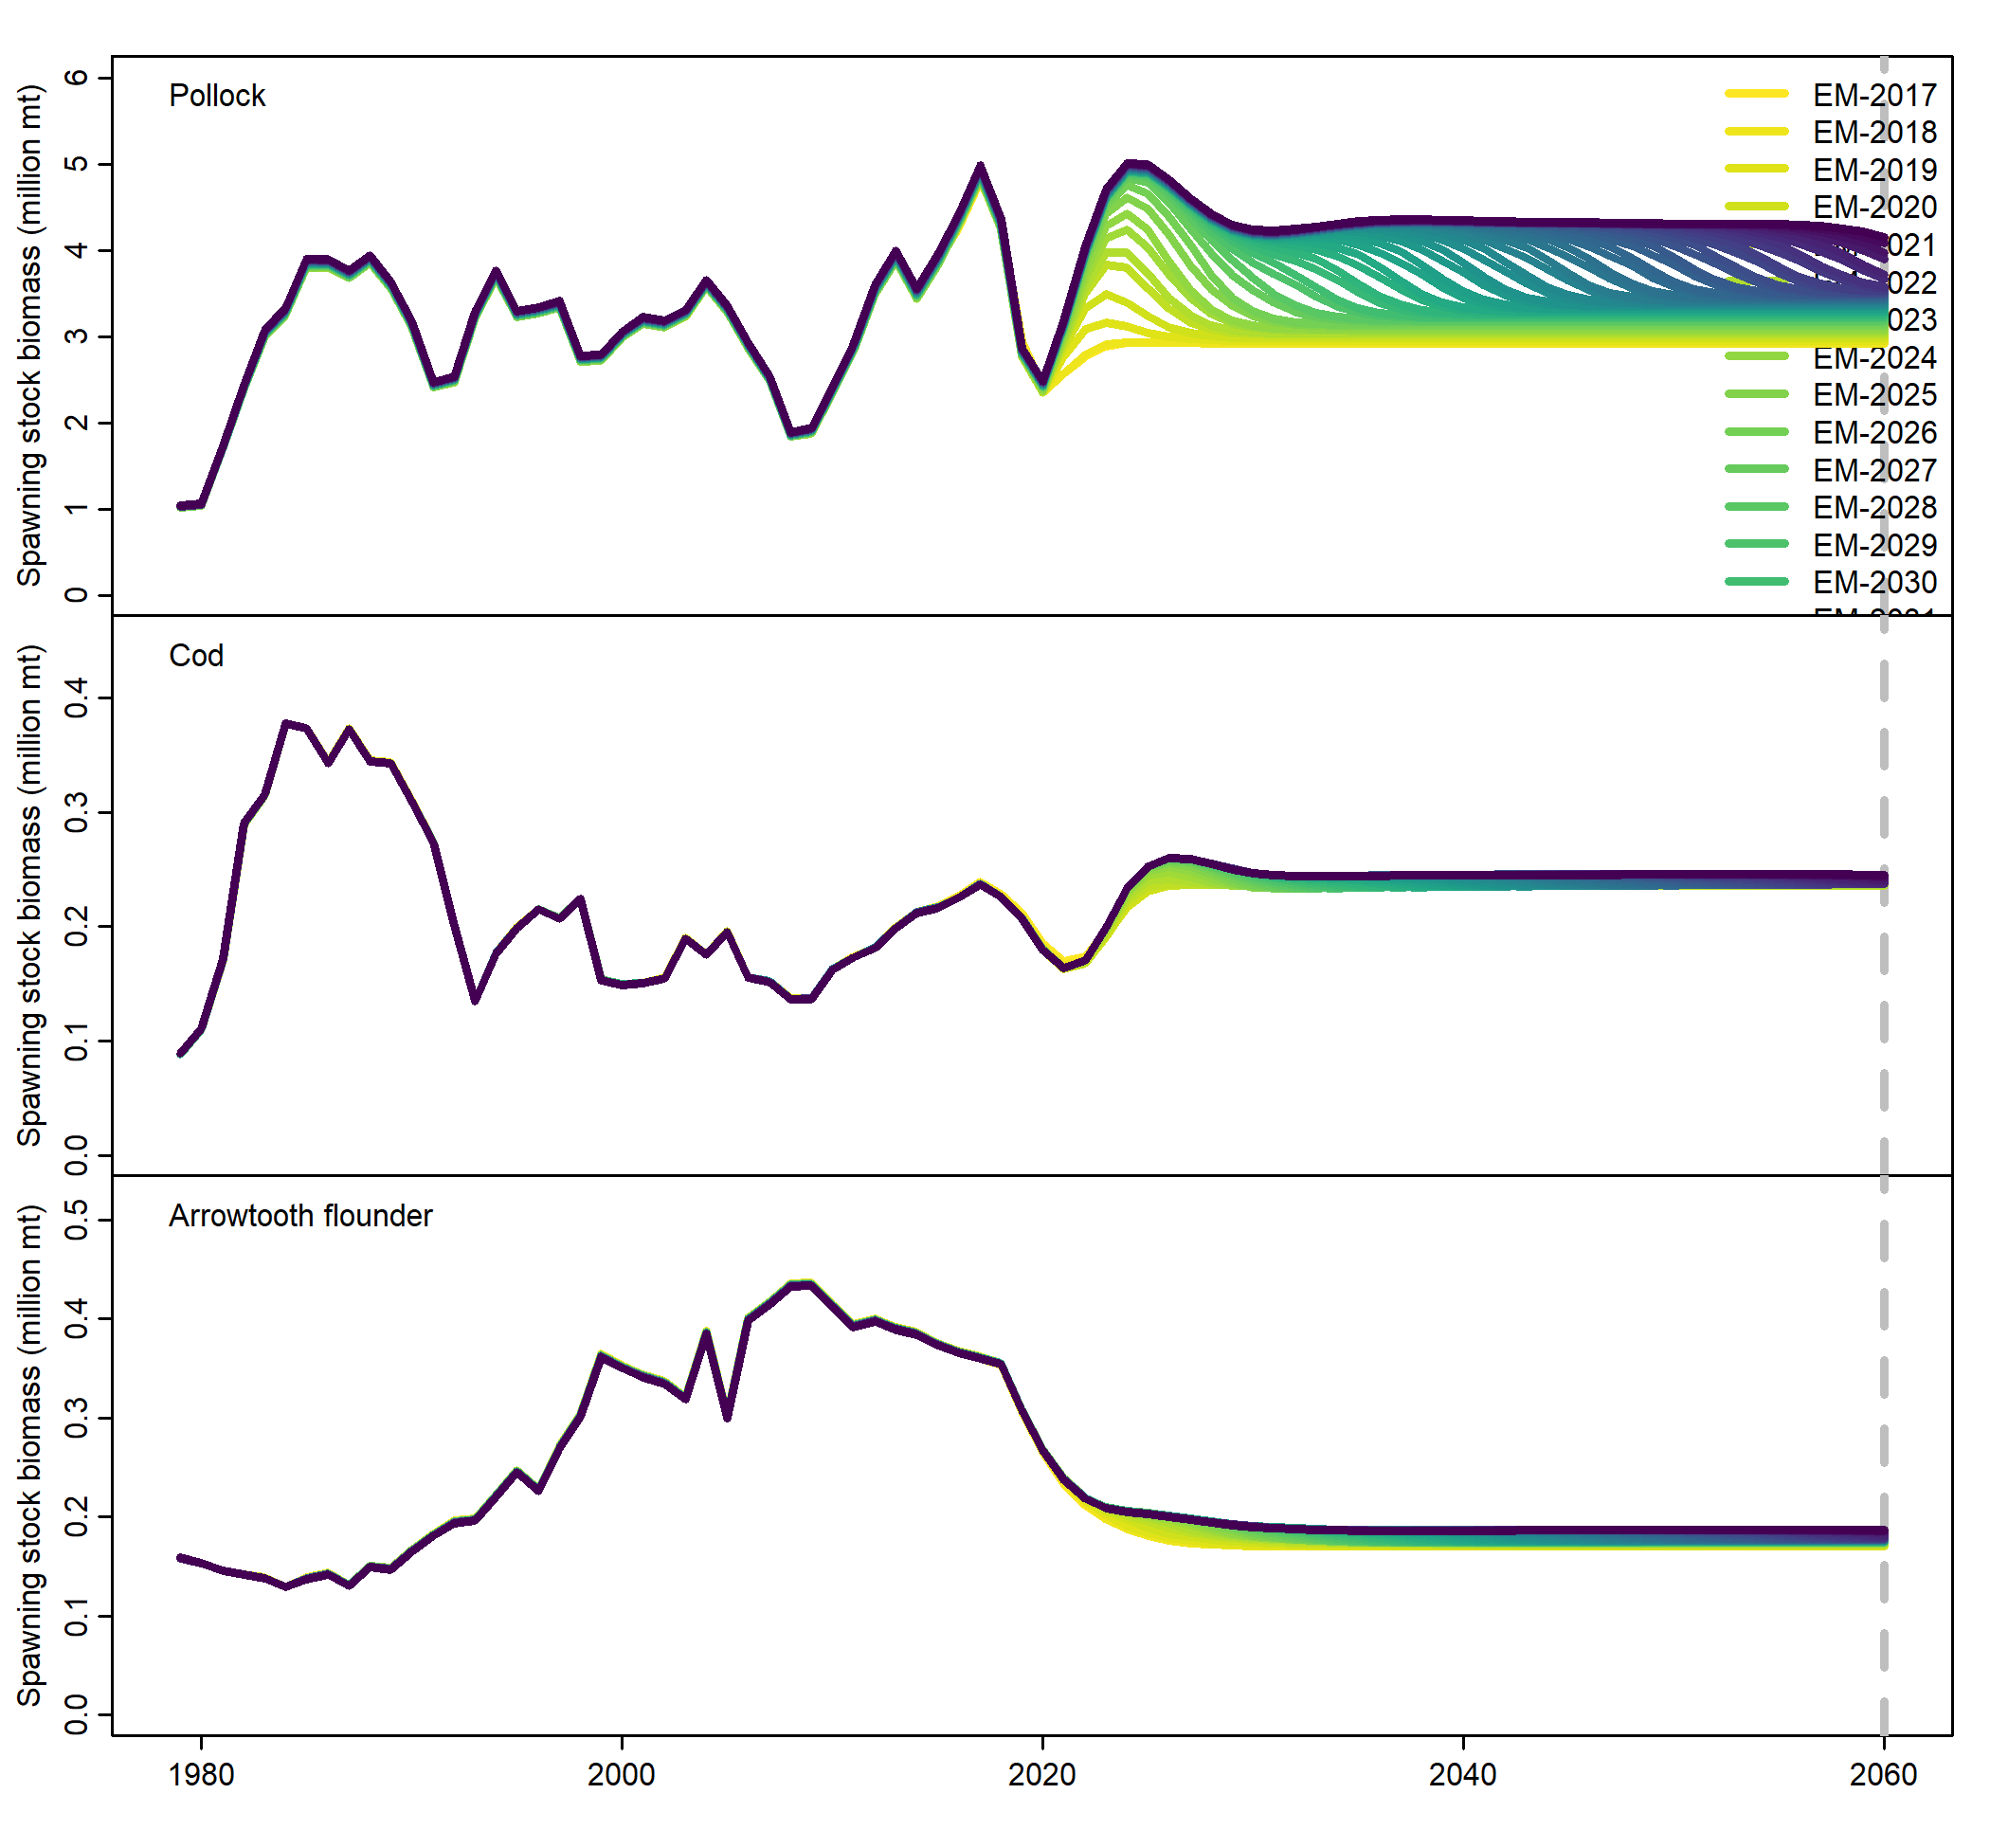 Spawning stock biomass (million mt)
0 1 2 3 4 5 6
Pollock
EM-2017
EM-2018
EM-2019
EM-2020
021
022
023
EM-2024
EM-2025
EM-2026
EM-2027
EM-2028
EM-2029
EM-2030
Spawning stock biomass (million mt)
0.0 0.1 0.2 0.3 0.4
Cod
Spawning stock biomass (million mt)
0.0 0.1 0.2 0.3 0.4 0.5
Arrowtooth flounder
1980 2000 2020 2040 2060